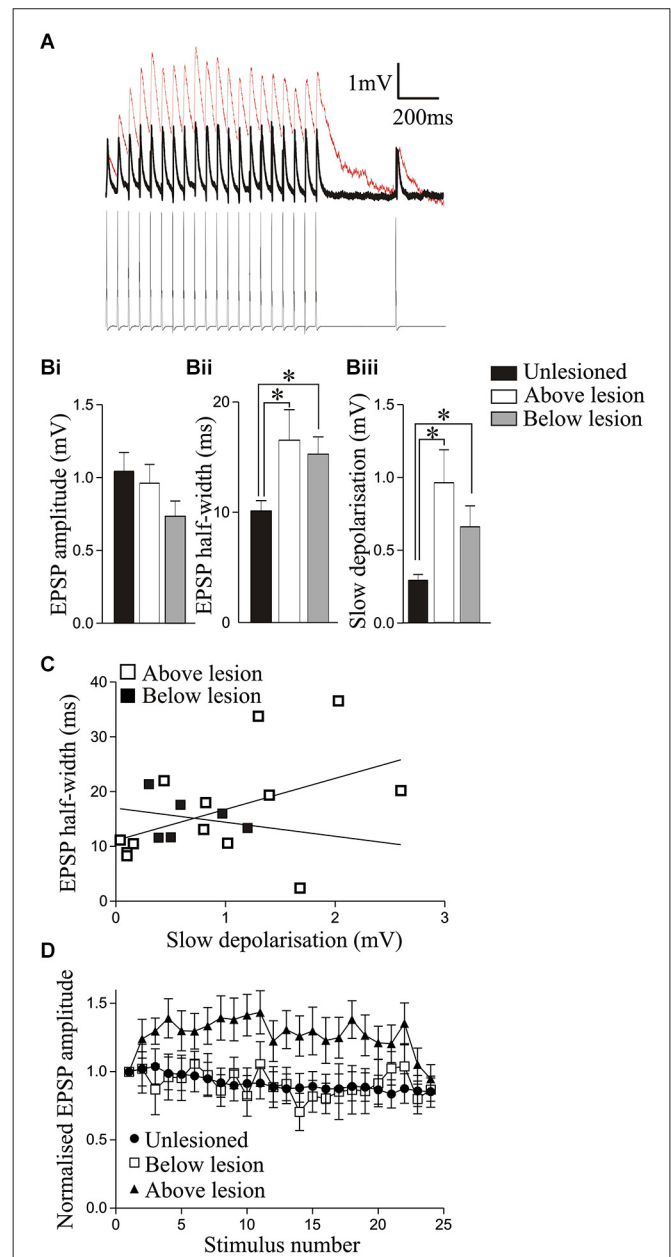 A
1mV
200ms
Bi
Bii
Biii
Unlesioned
Above lesion
Below lesion
EPSP amplitude (mV)
1.5
1.0
0.5
0.0
EPSP half-width (ms)
20
10
0
*
*
Slow depolarisation (mV)
1.5
1.0
0.5
0.0
*
*
C
Above lesion
Below lesion
EPSP half-width (ms)
40
30
20
10
0
0
1
2
3
Slow depolarisation (mV)
D
Normalised EPSP amplitude
1.5
1.0
0.5
0.0
Unlesioned
Below lesion
Above lesion
0
5
10
15
20
25
Stimulus number